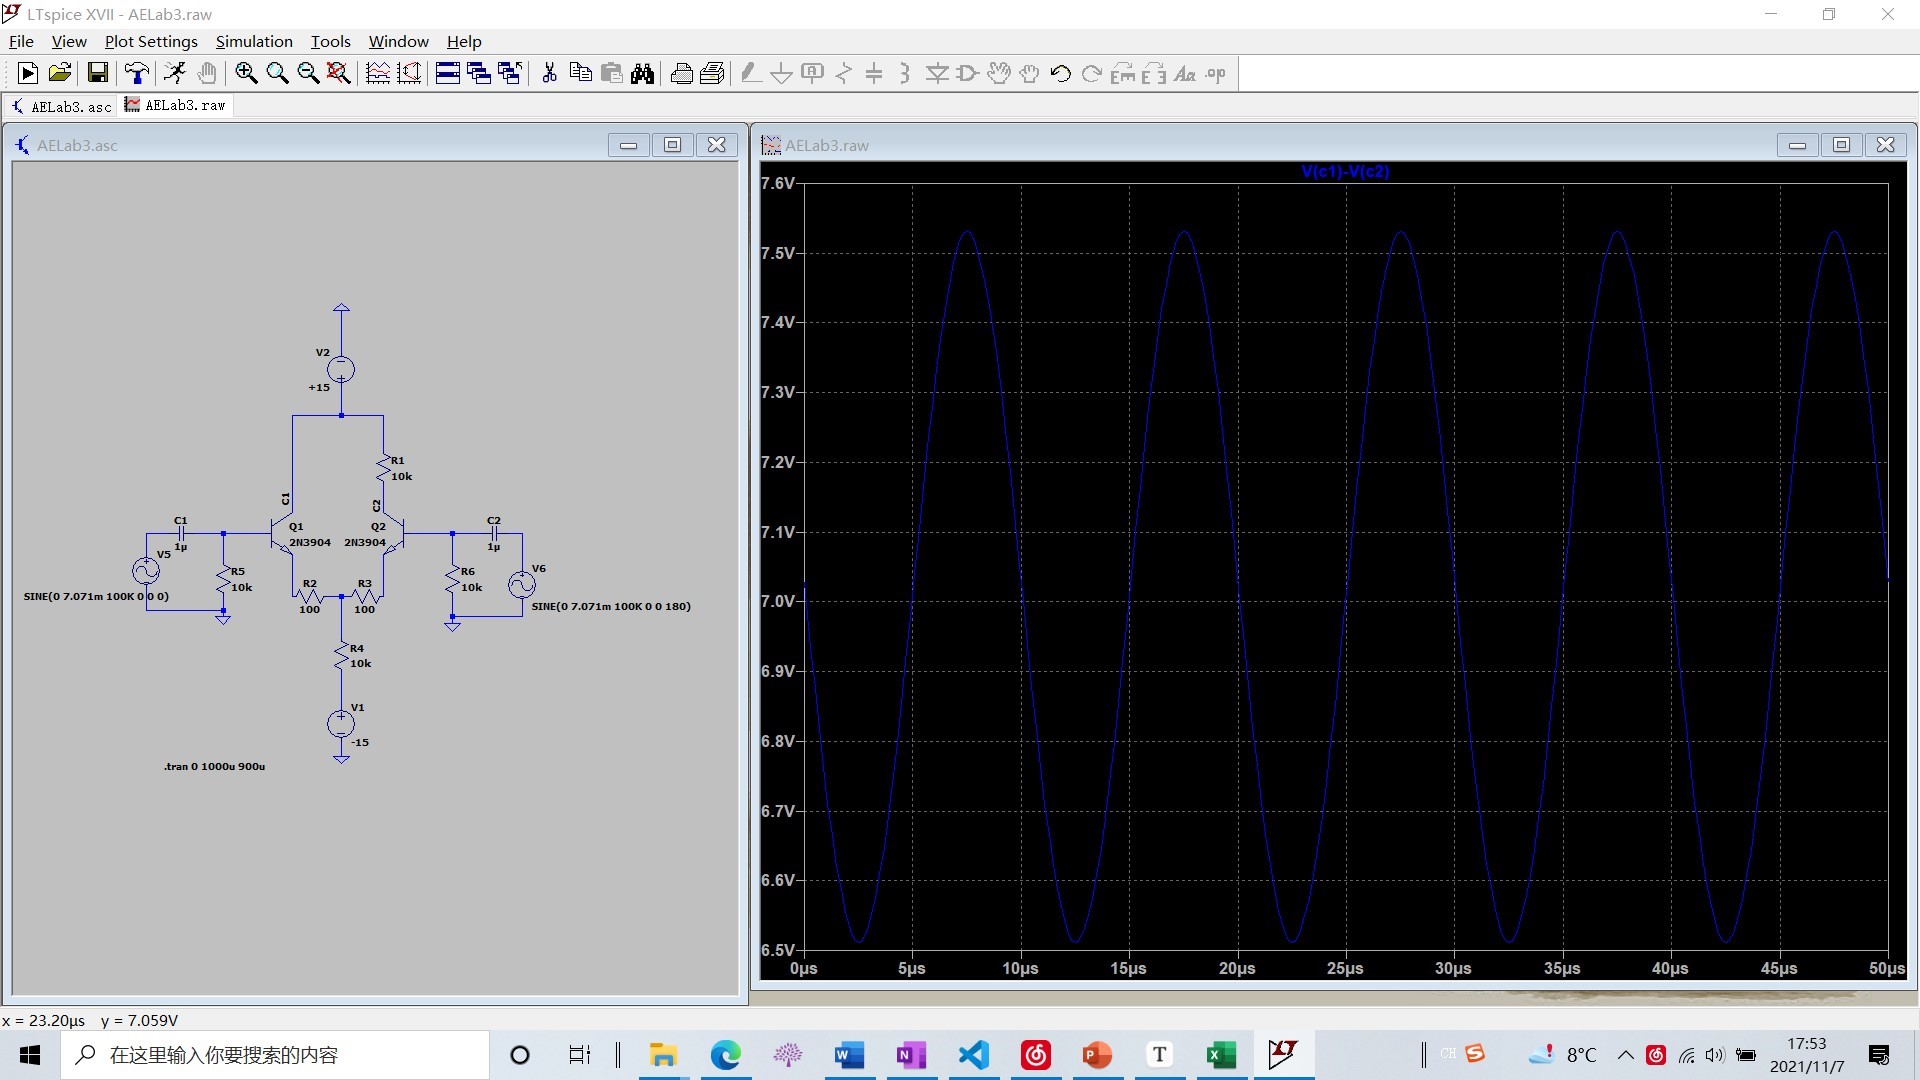 LTspice XVII - AELab3.raw
File View Plot Settings Simulation Tools Window Help
AELab3.asc AELab3.raw
AELab3.asc
V2
+15
R1
10k
C1
C2
C1
1µ
Q1
2N3904
Q2
2N3904
C2
1µ
V5
R5
10k
R6
10k
V6
SINE(0 7.071m 100K 0 0 0)
R2
100
R3
100
SINE(0 7.071m 100K 0 0 180)
R4
10k
V1
-15
.tran 0 1000u 900u
AELab3.raw
V(c1)-V(c2)
7.6V
7.5V
7.4V
7.3V
7.2V
7.1V
7.0V
6.9V
6.8V
6.7V
6.6V
6.5V
0µs 5µs 10µs 15µs 20µs 25µs 30µs 35µs 40µs 45µs 50µs
x = 23.20µs y = 7.059V
在这里输入你要搜索的内容
CH
8°C
17:53
2021/11/7